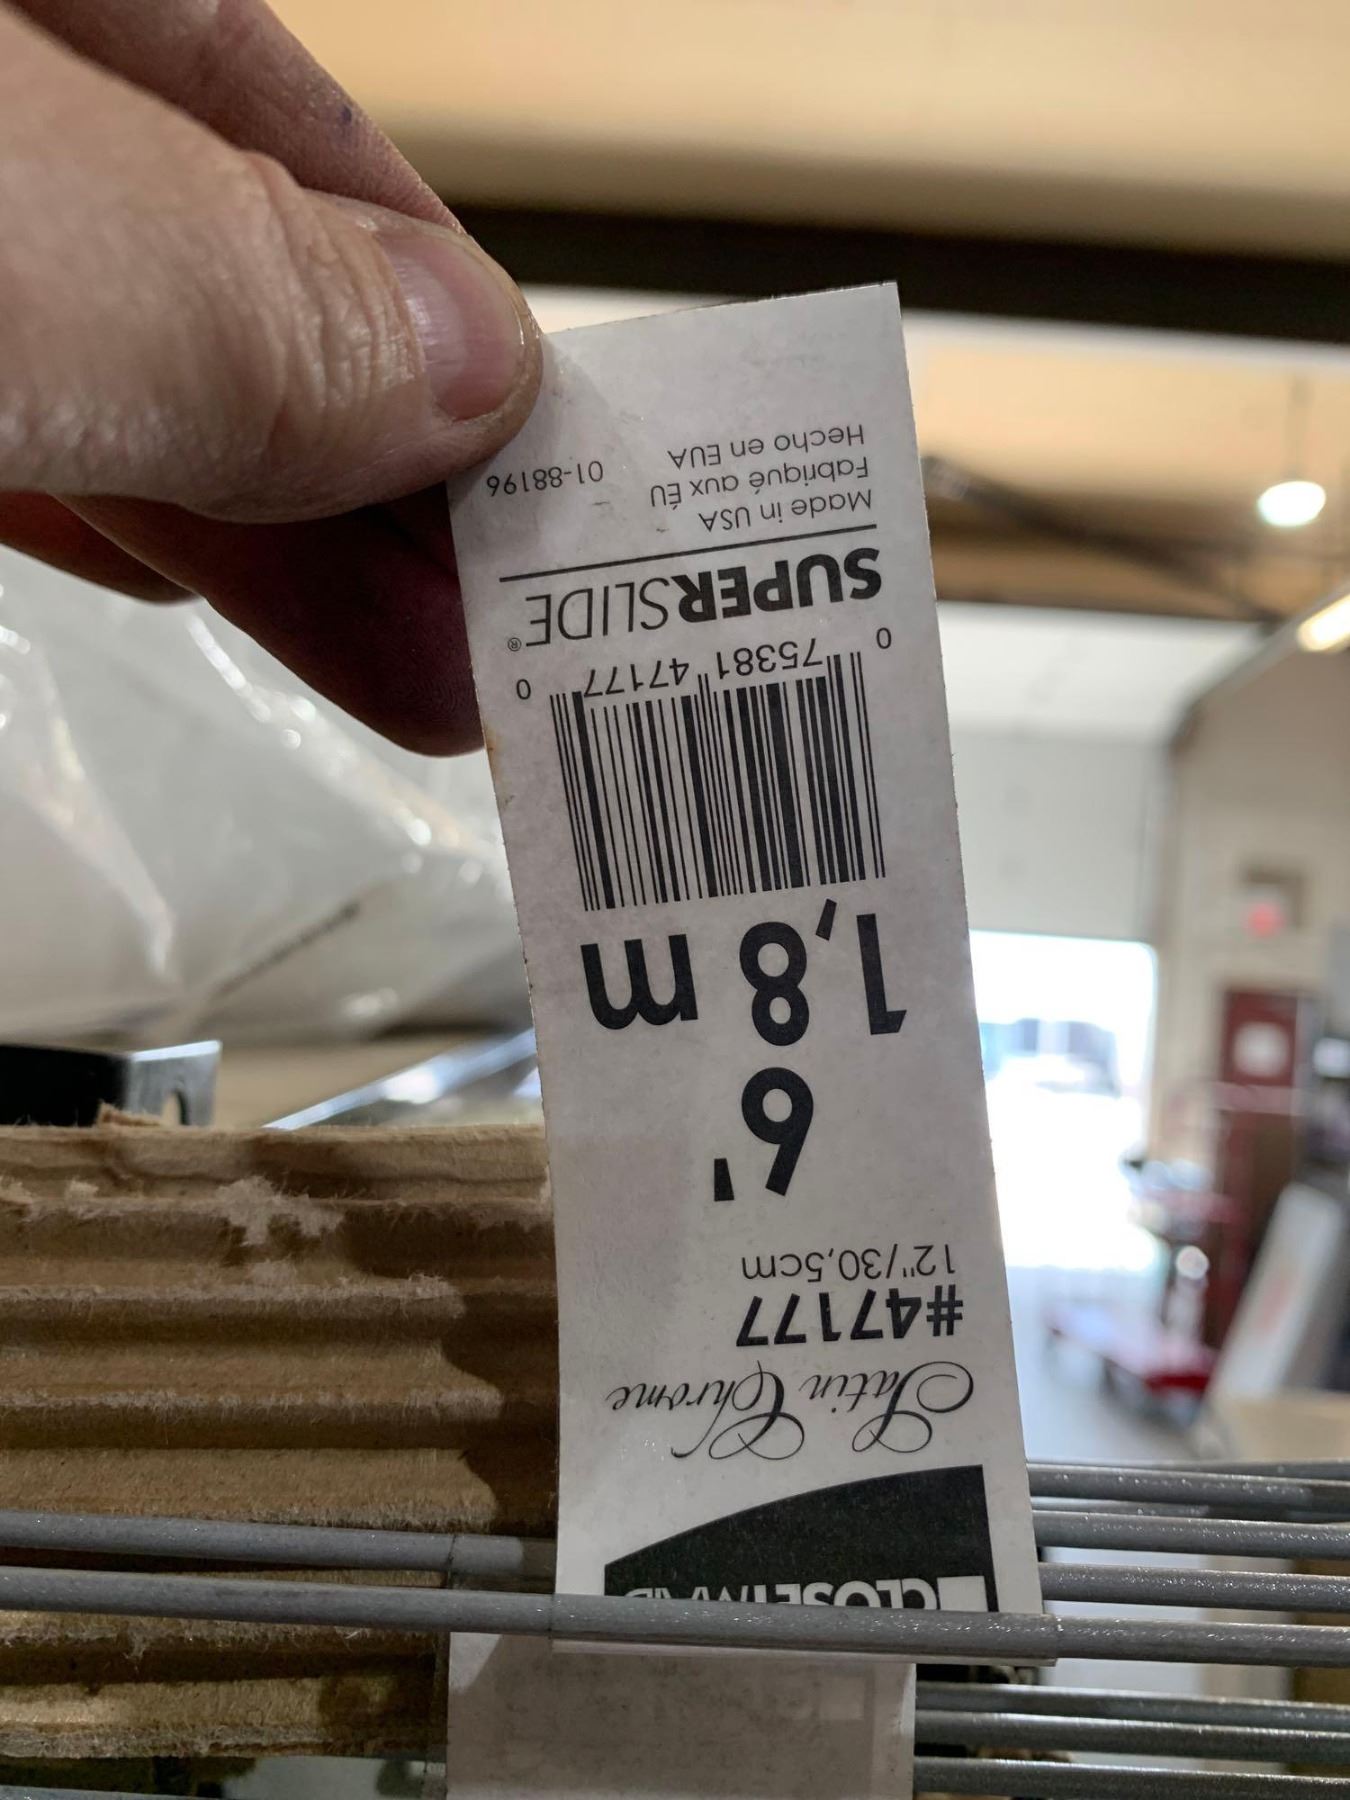 CLOSETMAID
Satin Chrome
#47177
12"/30,5cm
6'
1,8 m
0 75381 47177 0
SUPERSLIDE®
Made in USA
Fabriqué aux ÉU
Hecho en EUA
01-88196